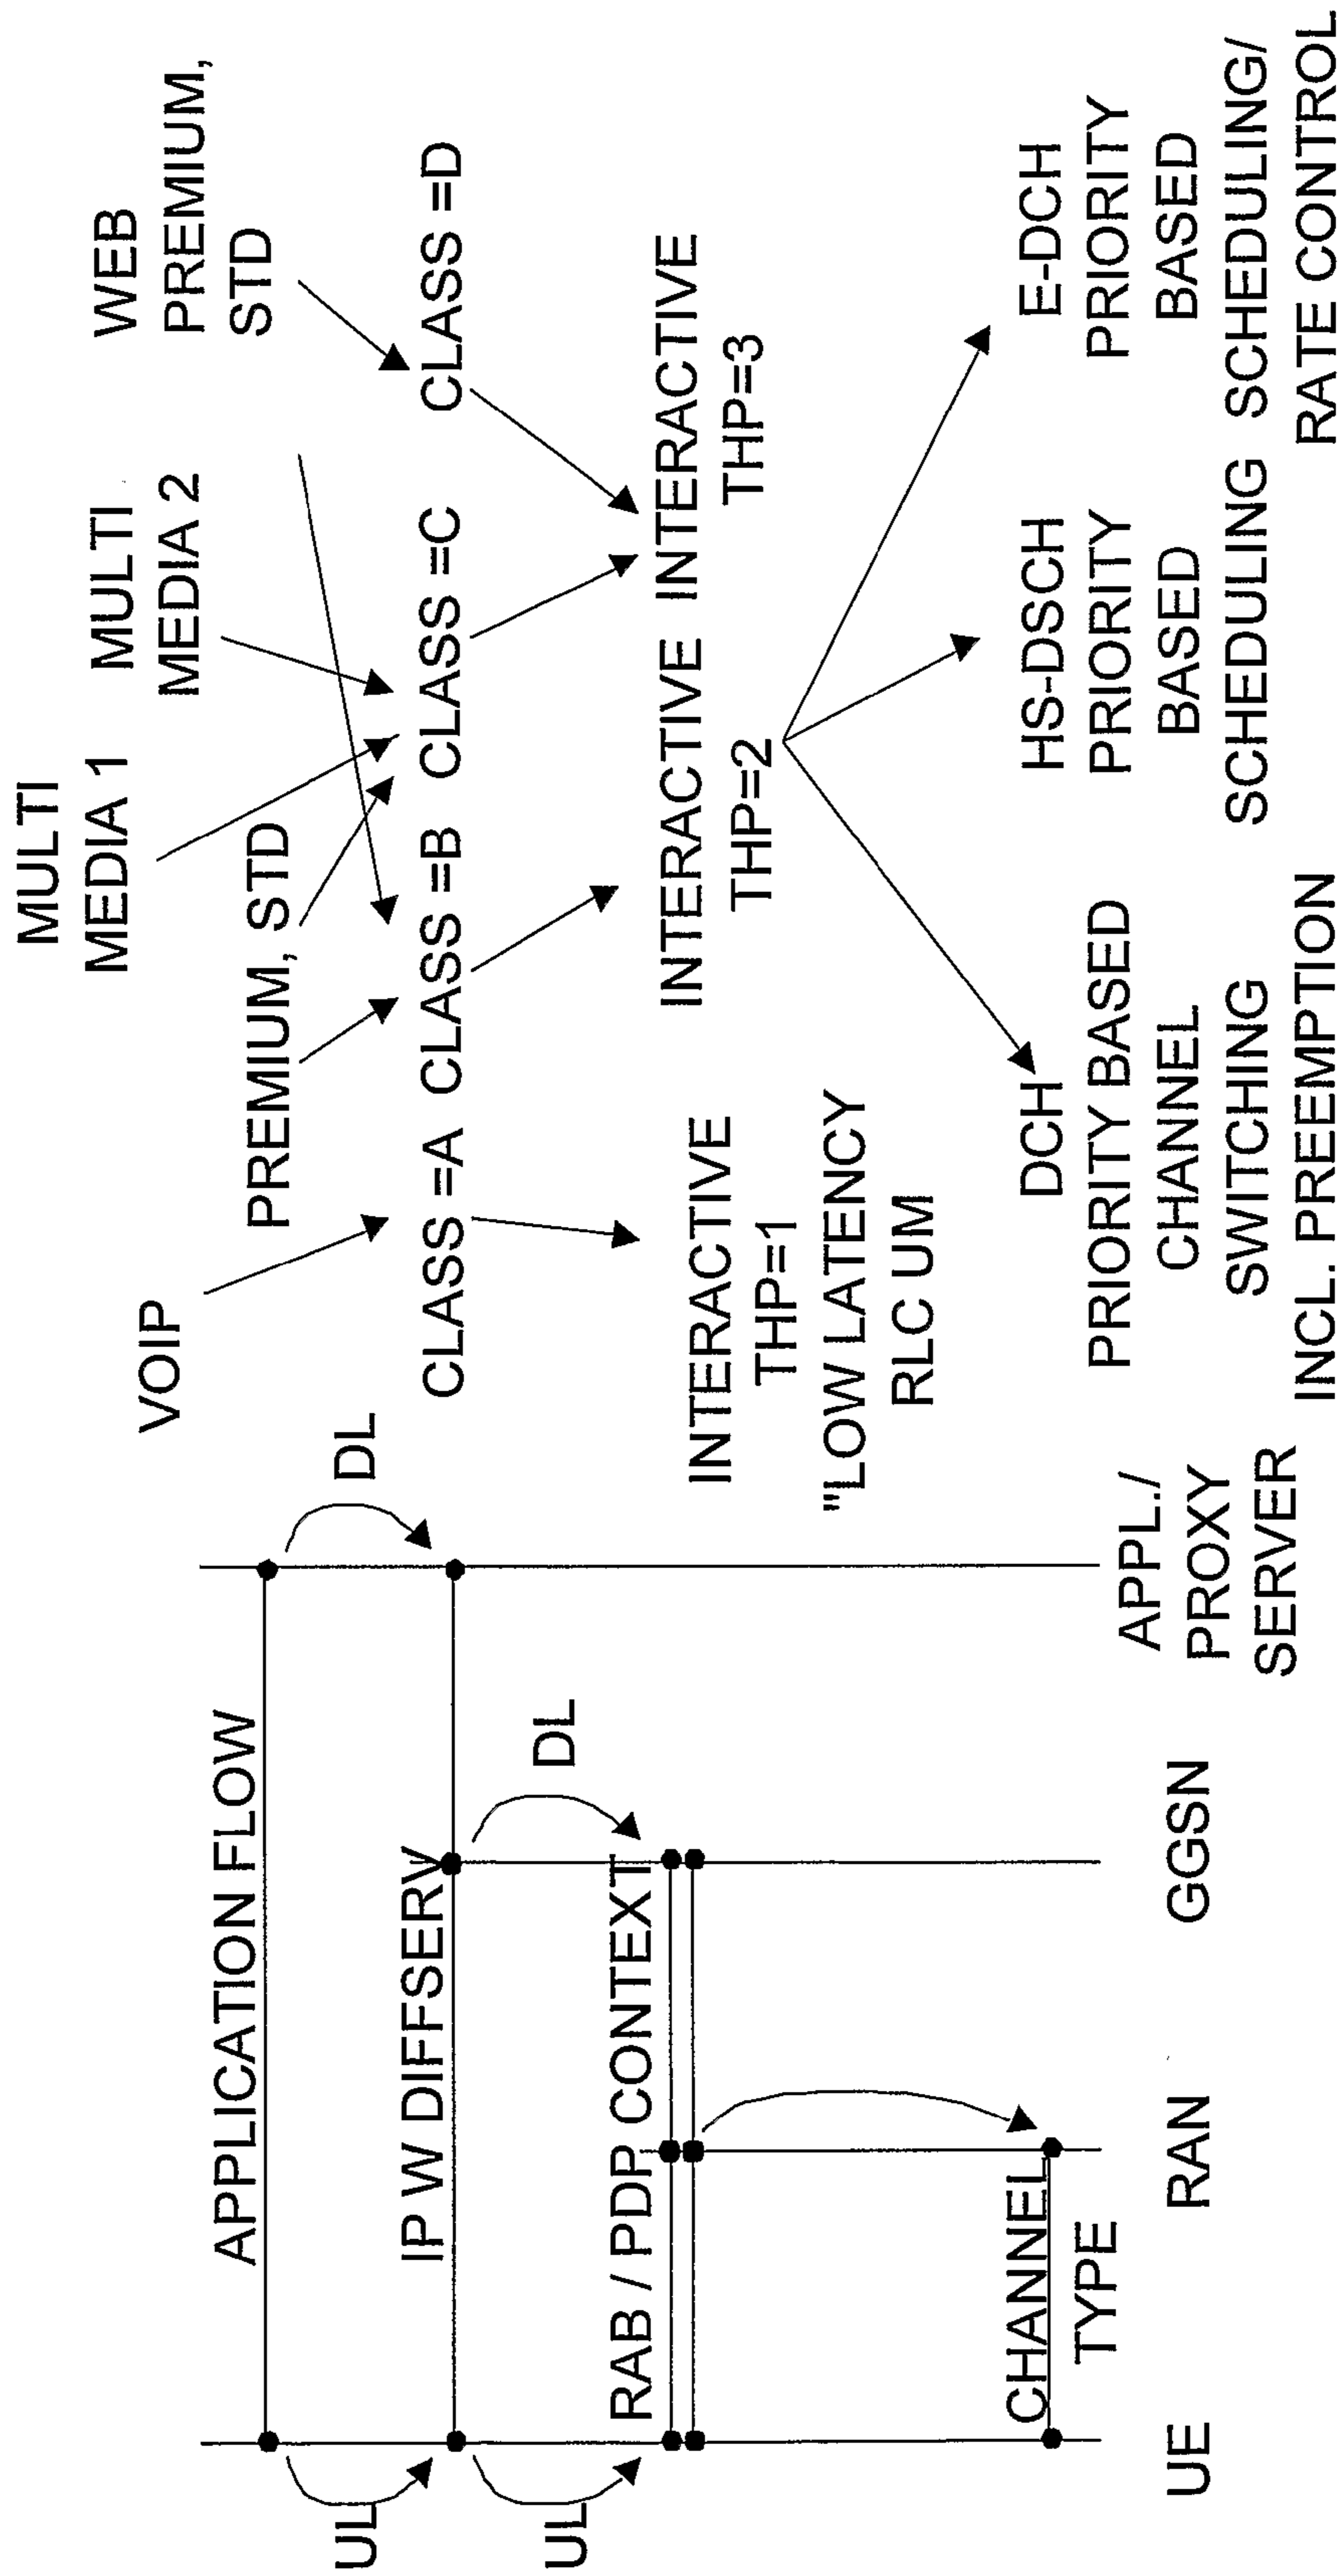 APPLICATION FLOW
UL
DL
IP W DIFFSERV
UL
DL
RAB / PDP CONTEXT
CHANNEL
TYPE
UE
RAN
GGSN
APPL./
PROXY
SERVER
VOIP
PREMIUM, STD
MULTI
MEDIA 1
MULTI
MEDIA 2
WEB
PREMIUM,
STD
CLASS =A
CLASS =B
CLASS =C
CLASS =D
INTERACTIVE
THP=1
"LOW LATENCY
RLC UM
INTERACTIVE
THP=2
INTERACTIVE
THP=3
DCH
PRIORITY BASED
CHANNEL
SWITCHING
INCL. PREEMPTION
HS-DSCH
PRIORITY
BASED
SCHEDULING
E-DCH
PRIORITY
BASED
SCHEDULING/
RATE CONTROL